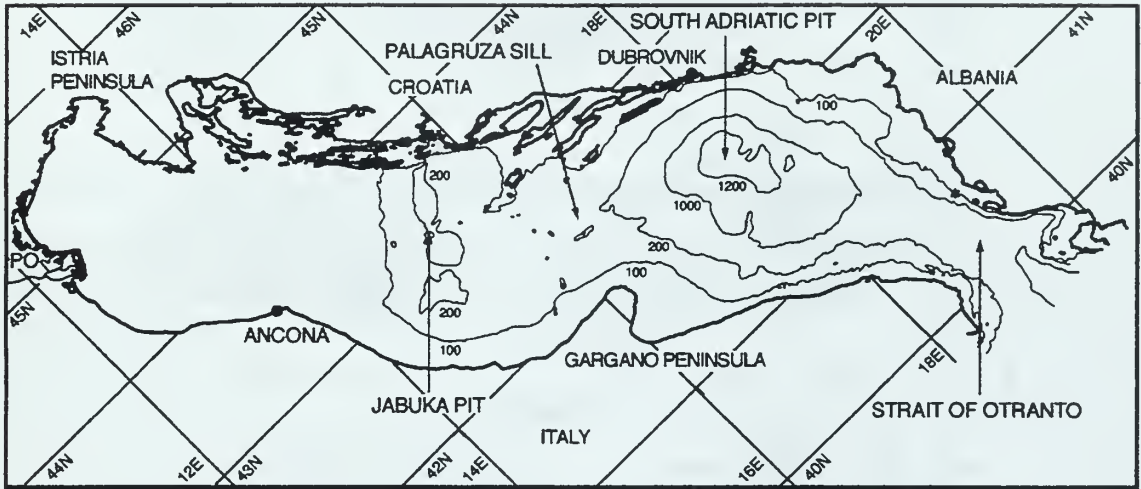 14E
46N
45N
44N
18E
SOUTH ADRIATIC PIT
20E
41N
ISTRIA
PENINSULA
PALAGRUZA SILL
DUBROVNIK
CROATIA
ALBANIA
100
200
1200
1000
40N
200
PO
100
45N
200
ANCONA
100
GARGANO PENINSULA
18E
JABUKA PIT
STRAIT OF OTRANTO
ITALY
44N
12E
43N
42N
14E
16E
40N